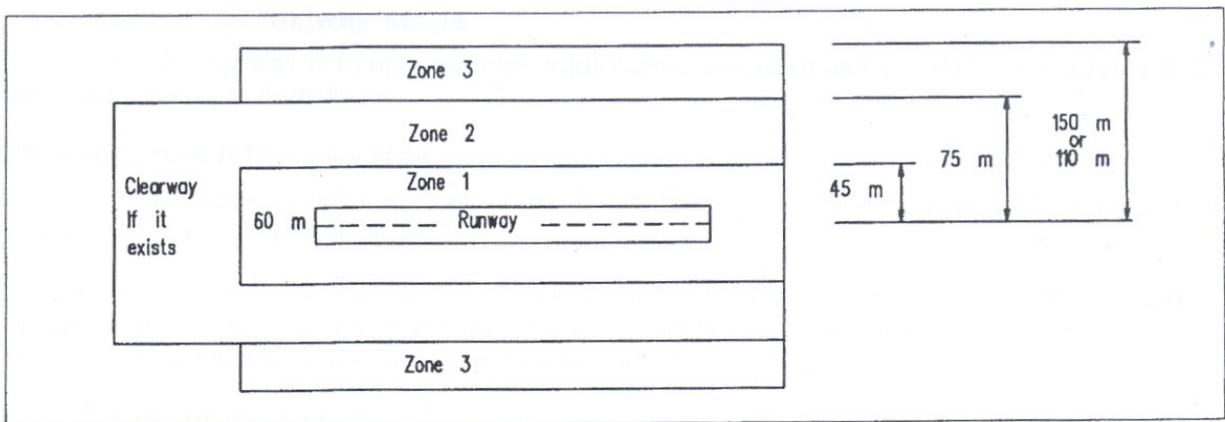 Zone 3
Zone 2
Zone 1
Clearway
If it
exists
60 m
Runway
45 m
75 m
150 m
or
110 m
Zone 3